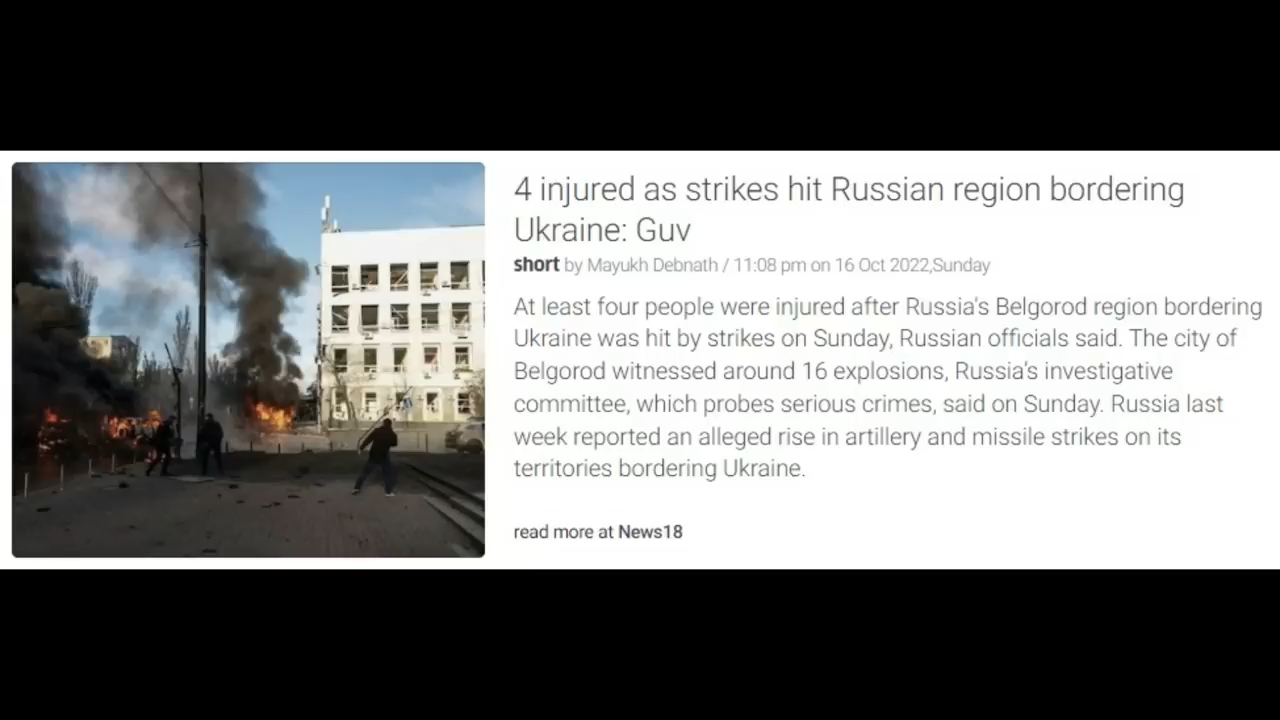 4 injured as strikes hit Russian region bordering
Ukraine: Guv
short by Mayukh Debnath / 11:08 pm on 16 Oct 2022,Sunday
At least four people were injured after Russia's Belgorod region bordering
Ukraine was hit by strikes on Sunday, Russian officials said. The city of
Belgorod witnessed around 16 explosions, Russia's investigative
committee, which probes serious crimes, said on Sunday. Russia last
week reported an alleged rise in artillery and missile strikes on its
territories bordering Ukraine.
read more at News18